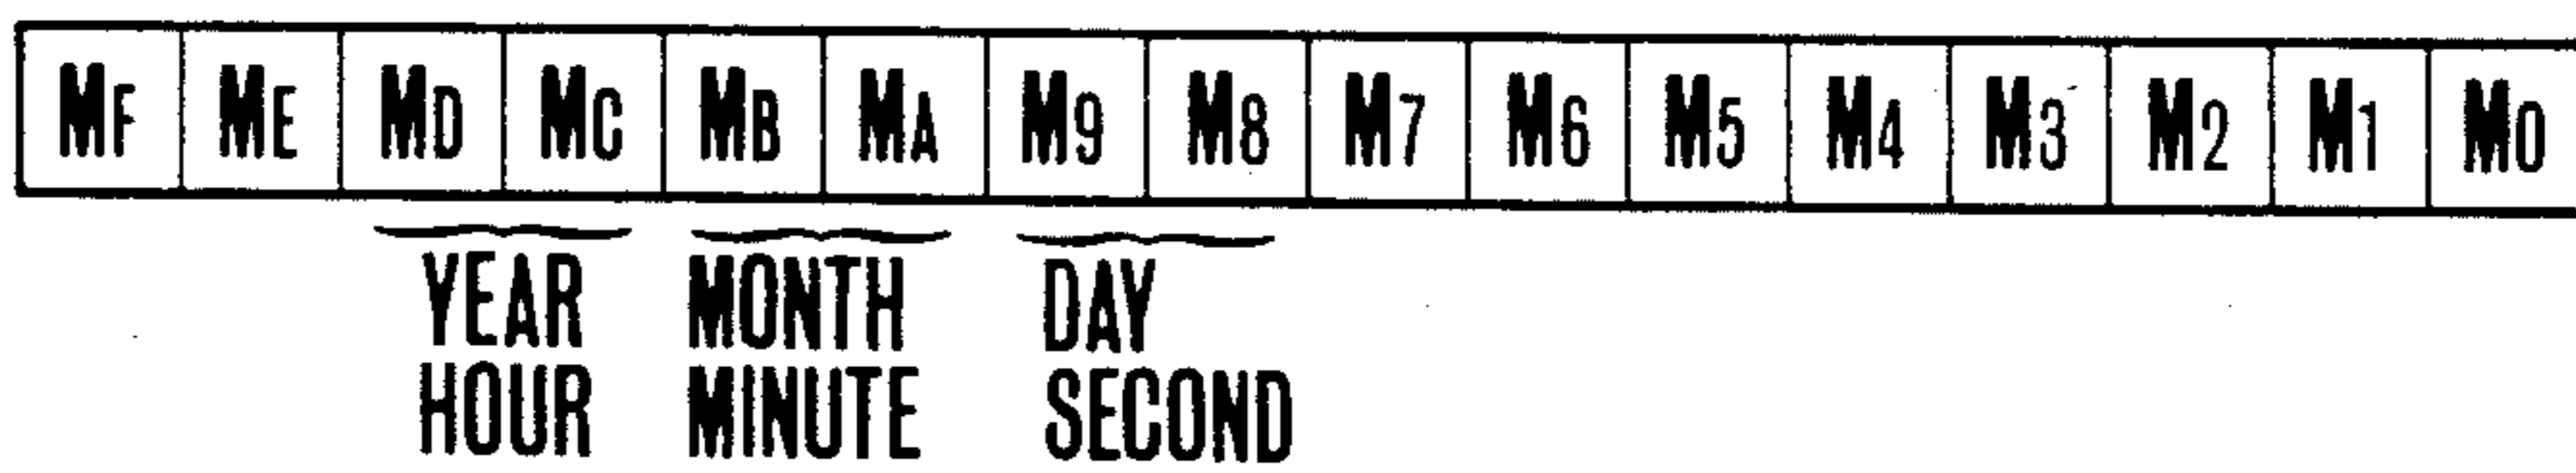 MF ME MD MC MB MA M9 M8 M7 M6 M5 M4 M3 M2 M1 M0
YEAR MONTH DAY
HOUR MINUTE SECOND